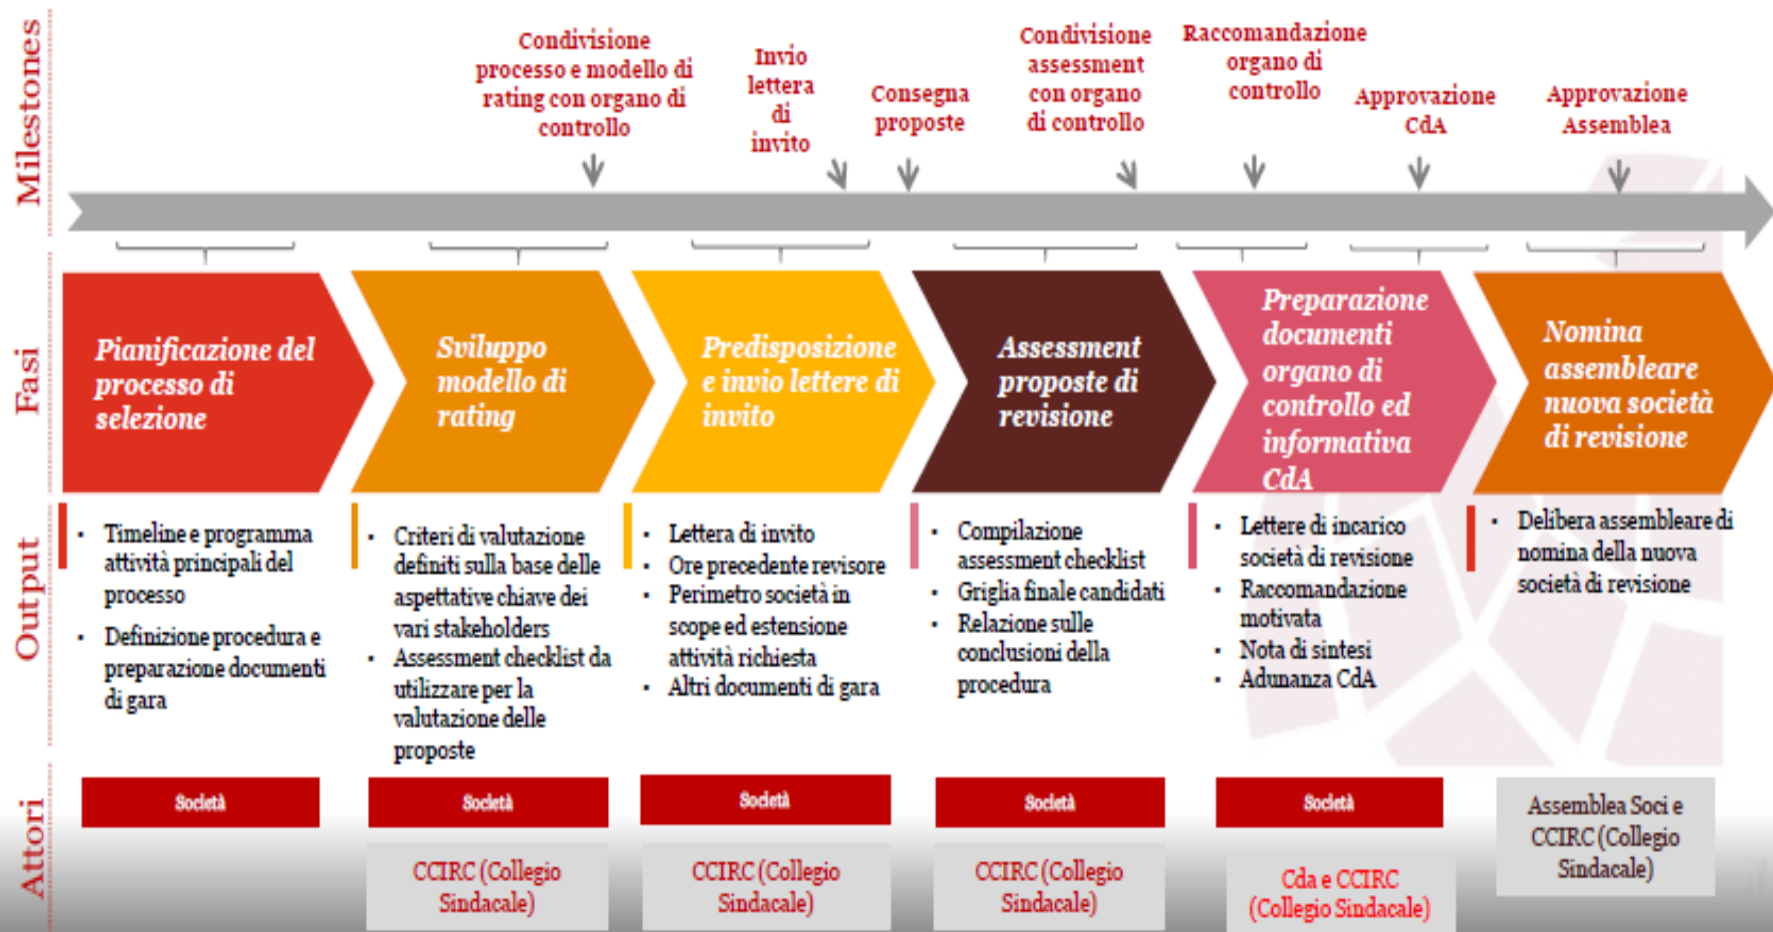 Milestones
Condivisione
processo e modello di
rating con organo di
controllo
Invio
lettera
di
invito
Consegna
proposte
Condivisione
assessment
con organo
di controllo
Raccomandazione
organo di
controllo
Approvazione
CdA
Approvazione
Assemblea
Fasi
Pianificazione del
processo di
selezione
Sviluppo
modello di
rating
Predisposizione
e invio lettere di
invito
Assessment
proposte di
revisione
Preparazione
documenti
organo di
controllo ed
informativa
CdA
Nomina
assembleare
nuova società
di revisione
Output
• Timeline e programma
attività principali del
processo
• Definizione procedura e
preparazione documenti
di gara
• Criteri di valutazione
definiti sulla base delle
aspettative chiave dei
vari stakeholders
• Assessment checklist da
utilizzare per la
valutazione delle
proposte
• Lettera di invito
• Ore precedente revisore
• Perimetro società in
scope ed estensione
attività richiesta
• Altri documenti di gara
• Compilazione
assessment checklist
• Griglia finale candidati
• Relazione sulle
conclusioni della
procedura
• Lettere di incarico
società di revisione
• Raccomandazione
motivata
• Nota di sintesi
• Adunanza CdA
• Delibera assembleare di
nomina della nuova
società di revisione
Attori
Società
Società
CCIRC (Collegio
Sindacale)
Società
CCIRC (Collegio
Sindacale)
Società
CCIRC (Collegio
Sindacale)
Società
Cda e CCIRC
(Collegio Sindacale)
Assemblea Soci e
CCIRC (Collegio
Sindacale)